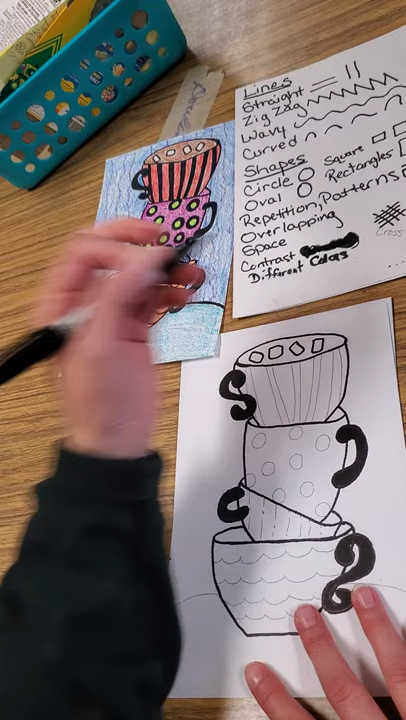 Lines
Straight
Zig Zag
Wavy
Curved
Shapes
Circle Square
Oval Rectangles
Repetition, Patterns
Overlapping
Space
Contrast
Different Colors
Cross